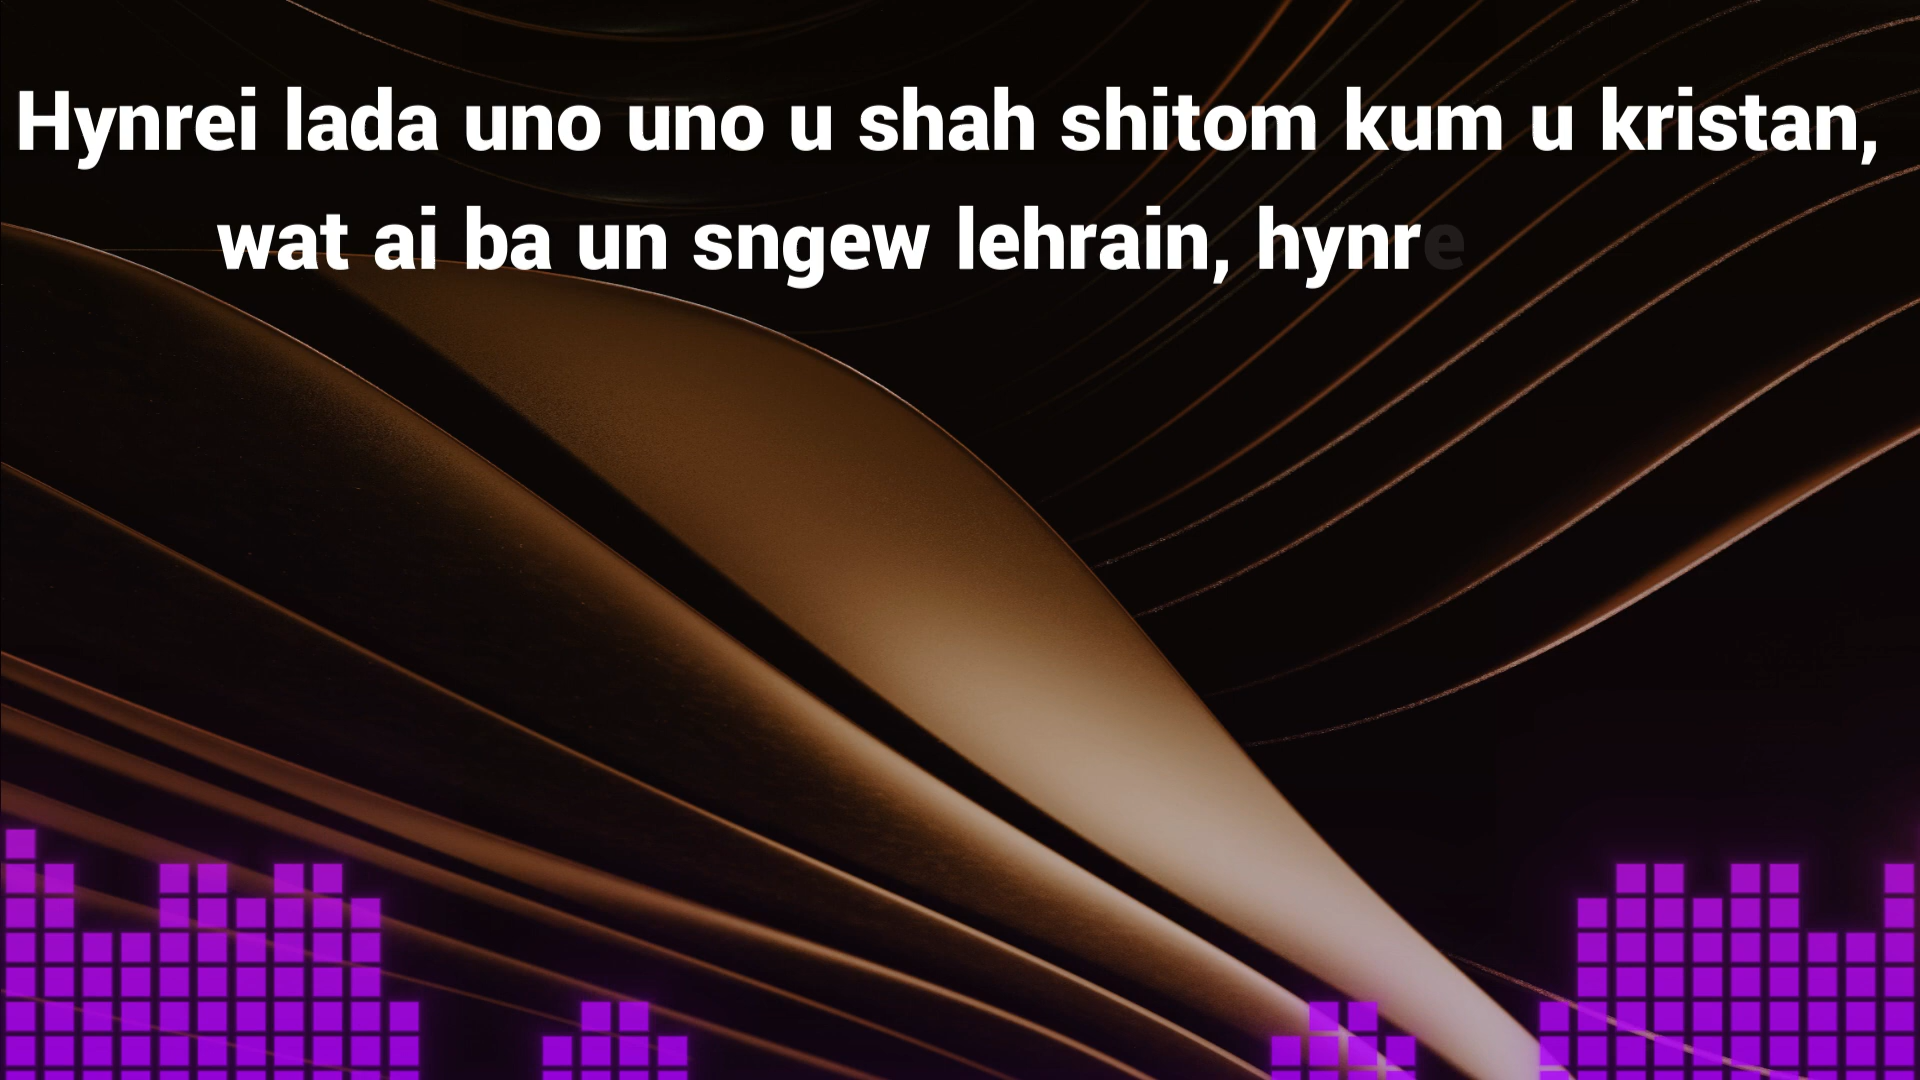 Hynrei lada uno uno u shah shitom kum u kristan,
wat ai ba un sngew lehrain, hynre